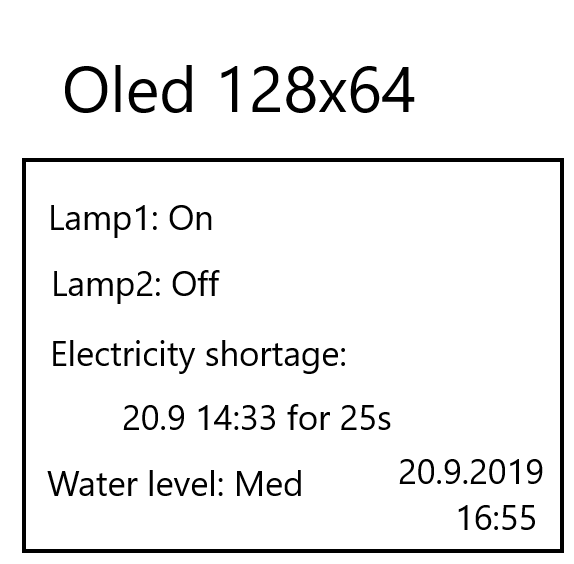 Oled 128x64
Lamp1: On
Lamp2: Off
Electricity shortage:
20.9 14:33 for 25s
Water level: Med
20.9.2019
16:55